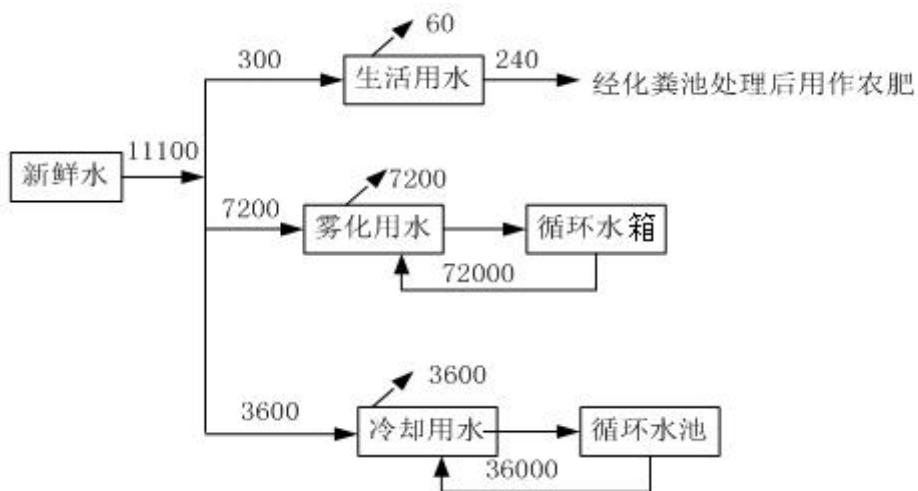 60
300
生活用水
240
经化粪池处理后用作农肥
11100
新鲜水
7200
7200
雾化用水
循环水箱
72000
3600
3600
冷却用水
循环水池
36000